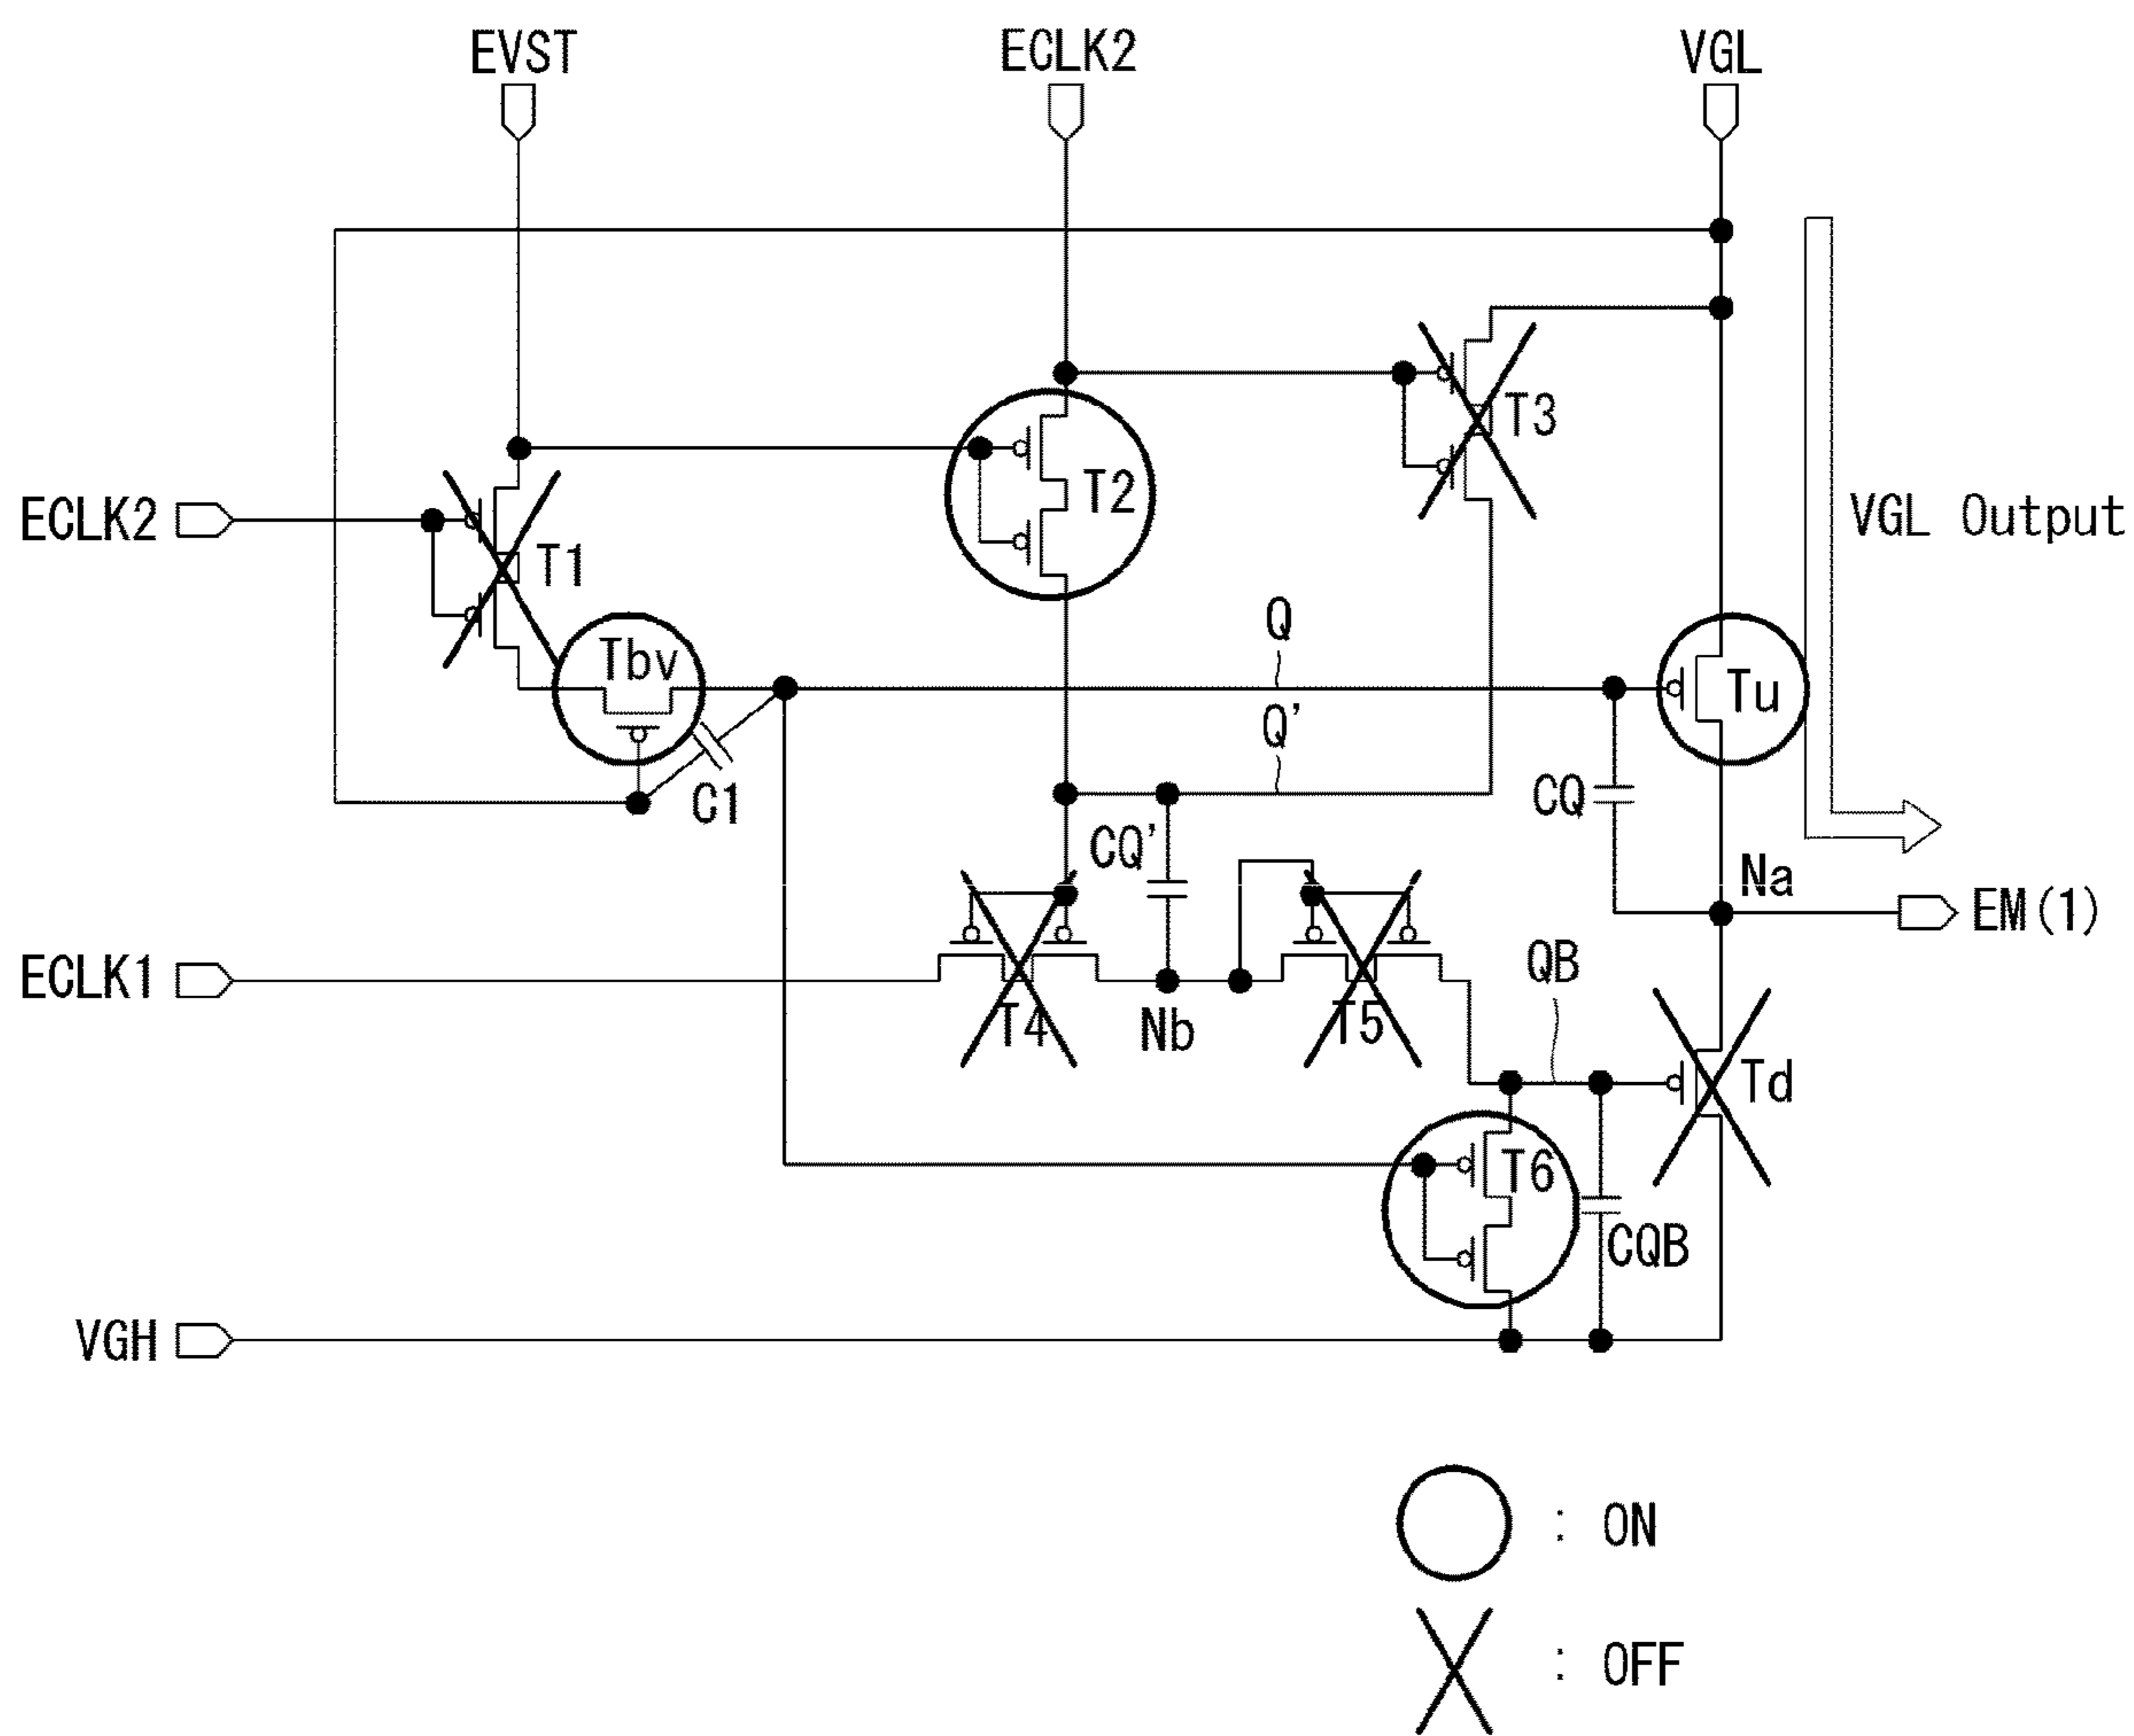 EVST
ECLK2
VGL
T3
T2
ECLK2
VGL Output
T1
Q
Tbv
Tu
Q'
C1
CQ
CQ'
Na
EM(1)
QB
ECLK1
T4
Nb
T5
Td
T6
CQB
VGH
: ON
: OFF